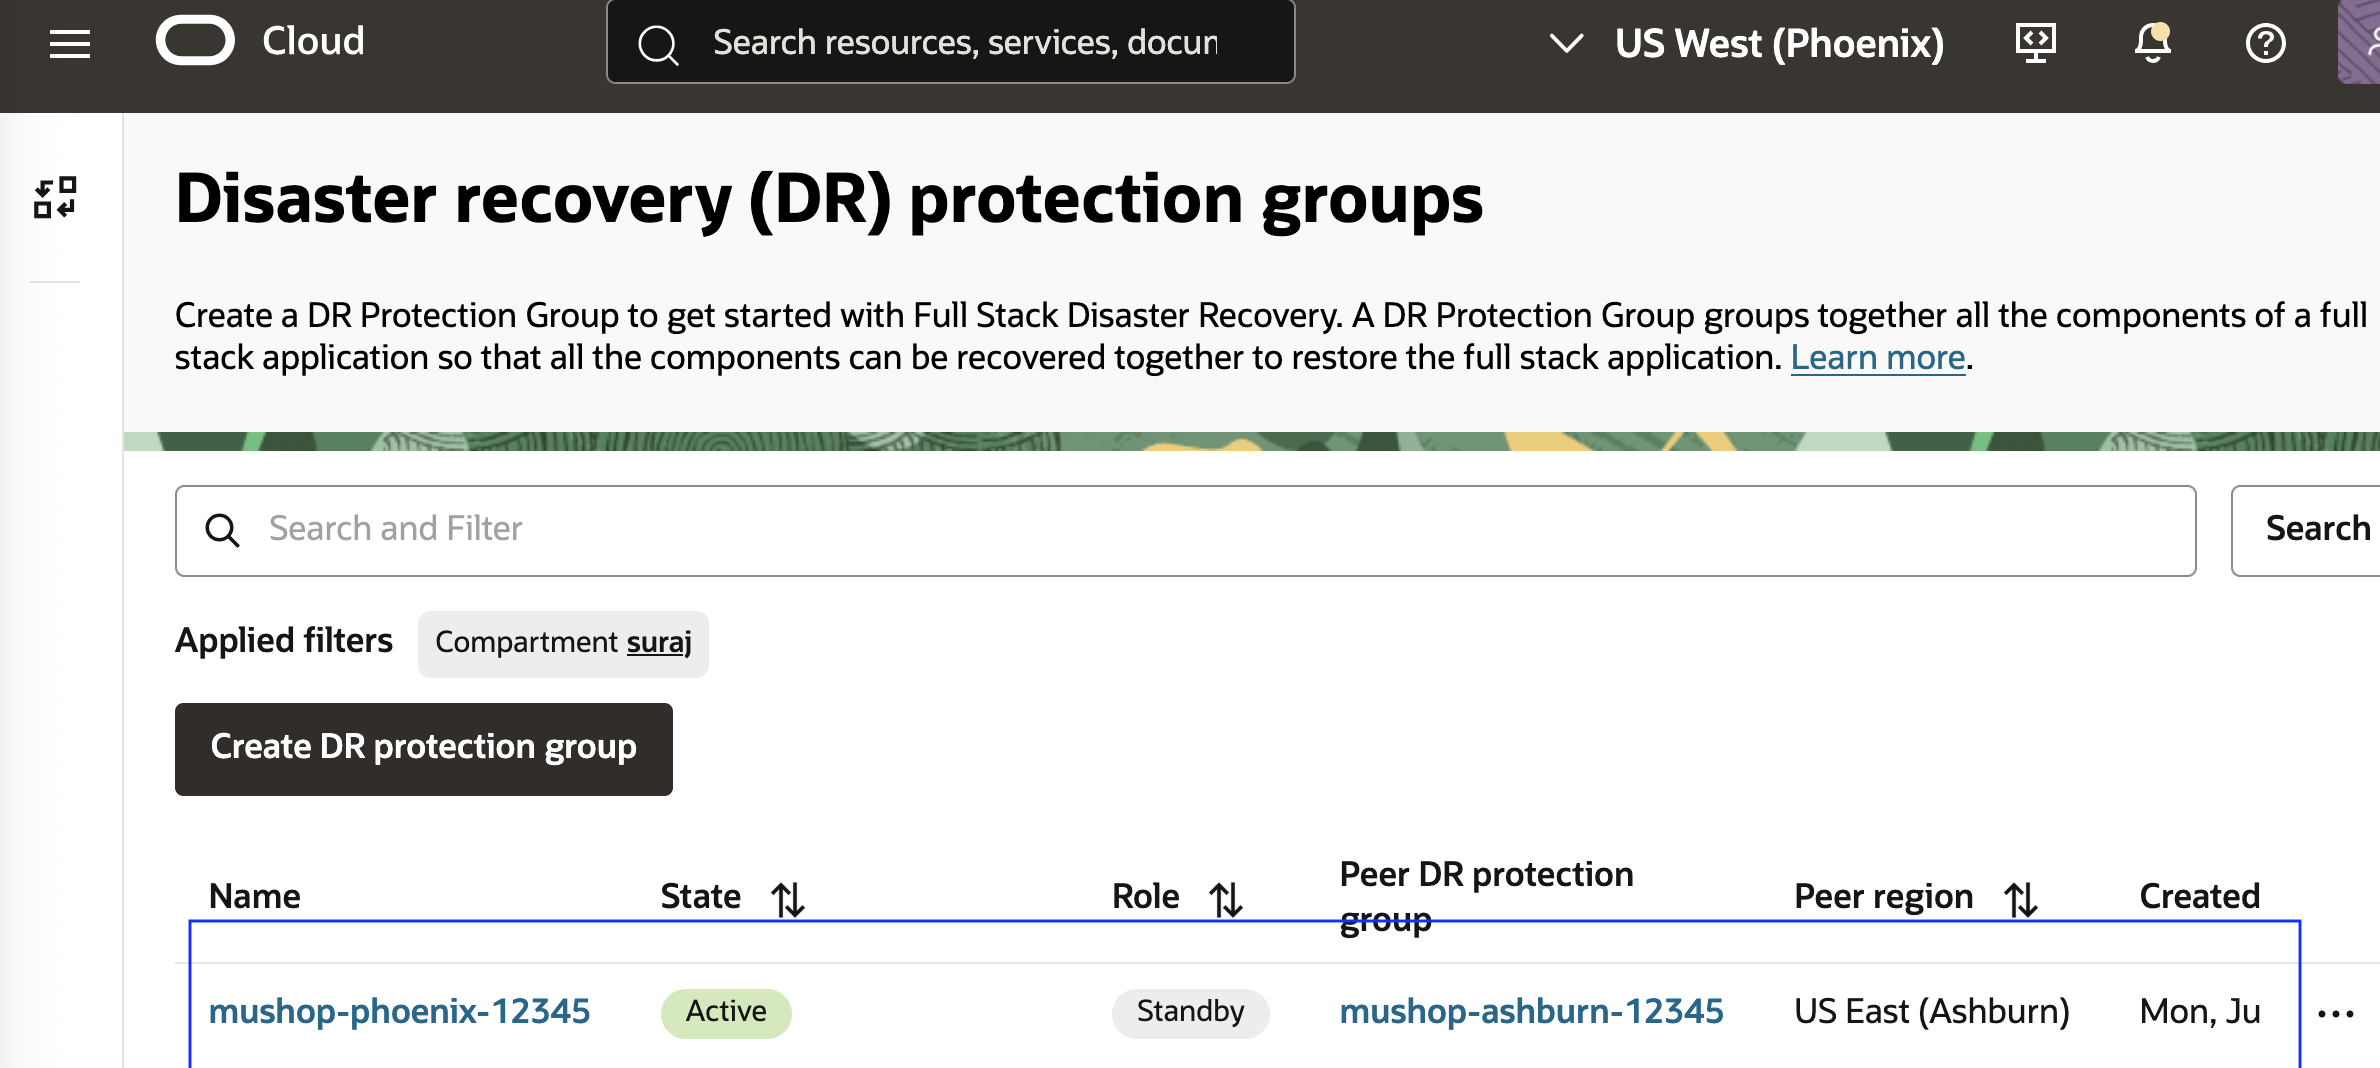 Cloud
Search resources, services, docun
US West (Phoenix)
Disaster recovery (DR) protection groups
Create a DR Protection Group to get started with Full Stack Disaster Recovery. A DR Protection Group groups together all the components of a full
stack application so that all the components can be recovered together to restore the full stack application. Learn more.
Search and Filter
Search
Applied filters
Compartment suraj
Create DR protection group
Name State Role Peer DR protection group Peer region Created
mushop-phoenix-12345 Active Standby mushop-ashburn-12345 US East (Ashburn) Mon, Ju